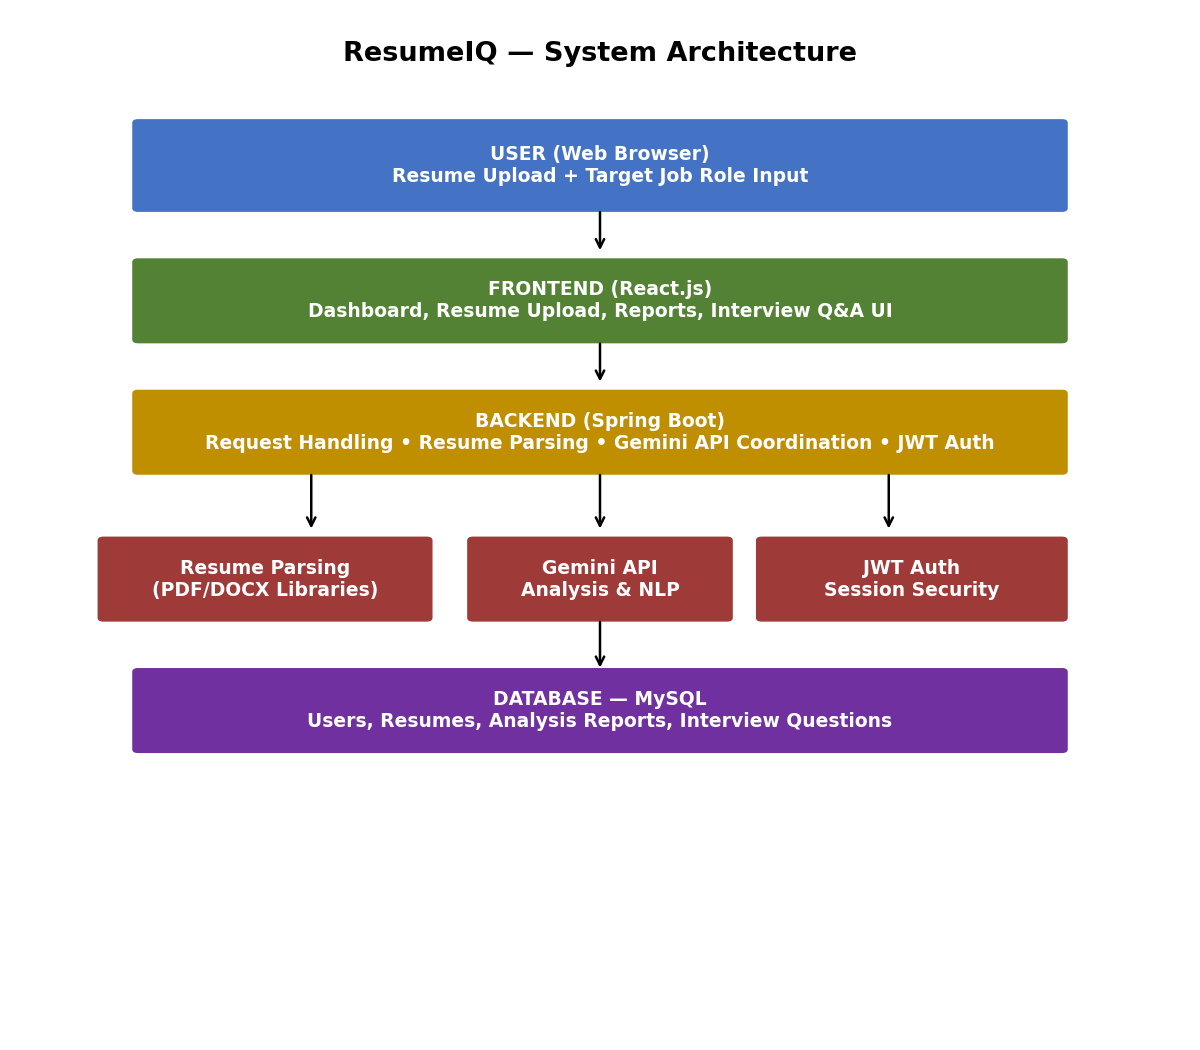 ResumeIQ — System Architecture
USER (Web Browser)
Resume Upload + Target Job Role Input
FRONTEND (React.js)
Dashboard, Resume Upload, Reports, Interview Q&A UI
BACKEND (Spring Boot)
Request Handling • Resume Parsing • Gemini API Coordination • JWT Auth
Resume Parsing
(PDF/DOCX Libraries)
Gemini API
Analysis & NLP
JWT Auth
Session Security
DATABASE — MySQL
Users, Resumes, Analysis Reports, Interview Questions